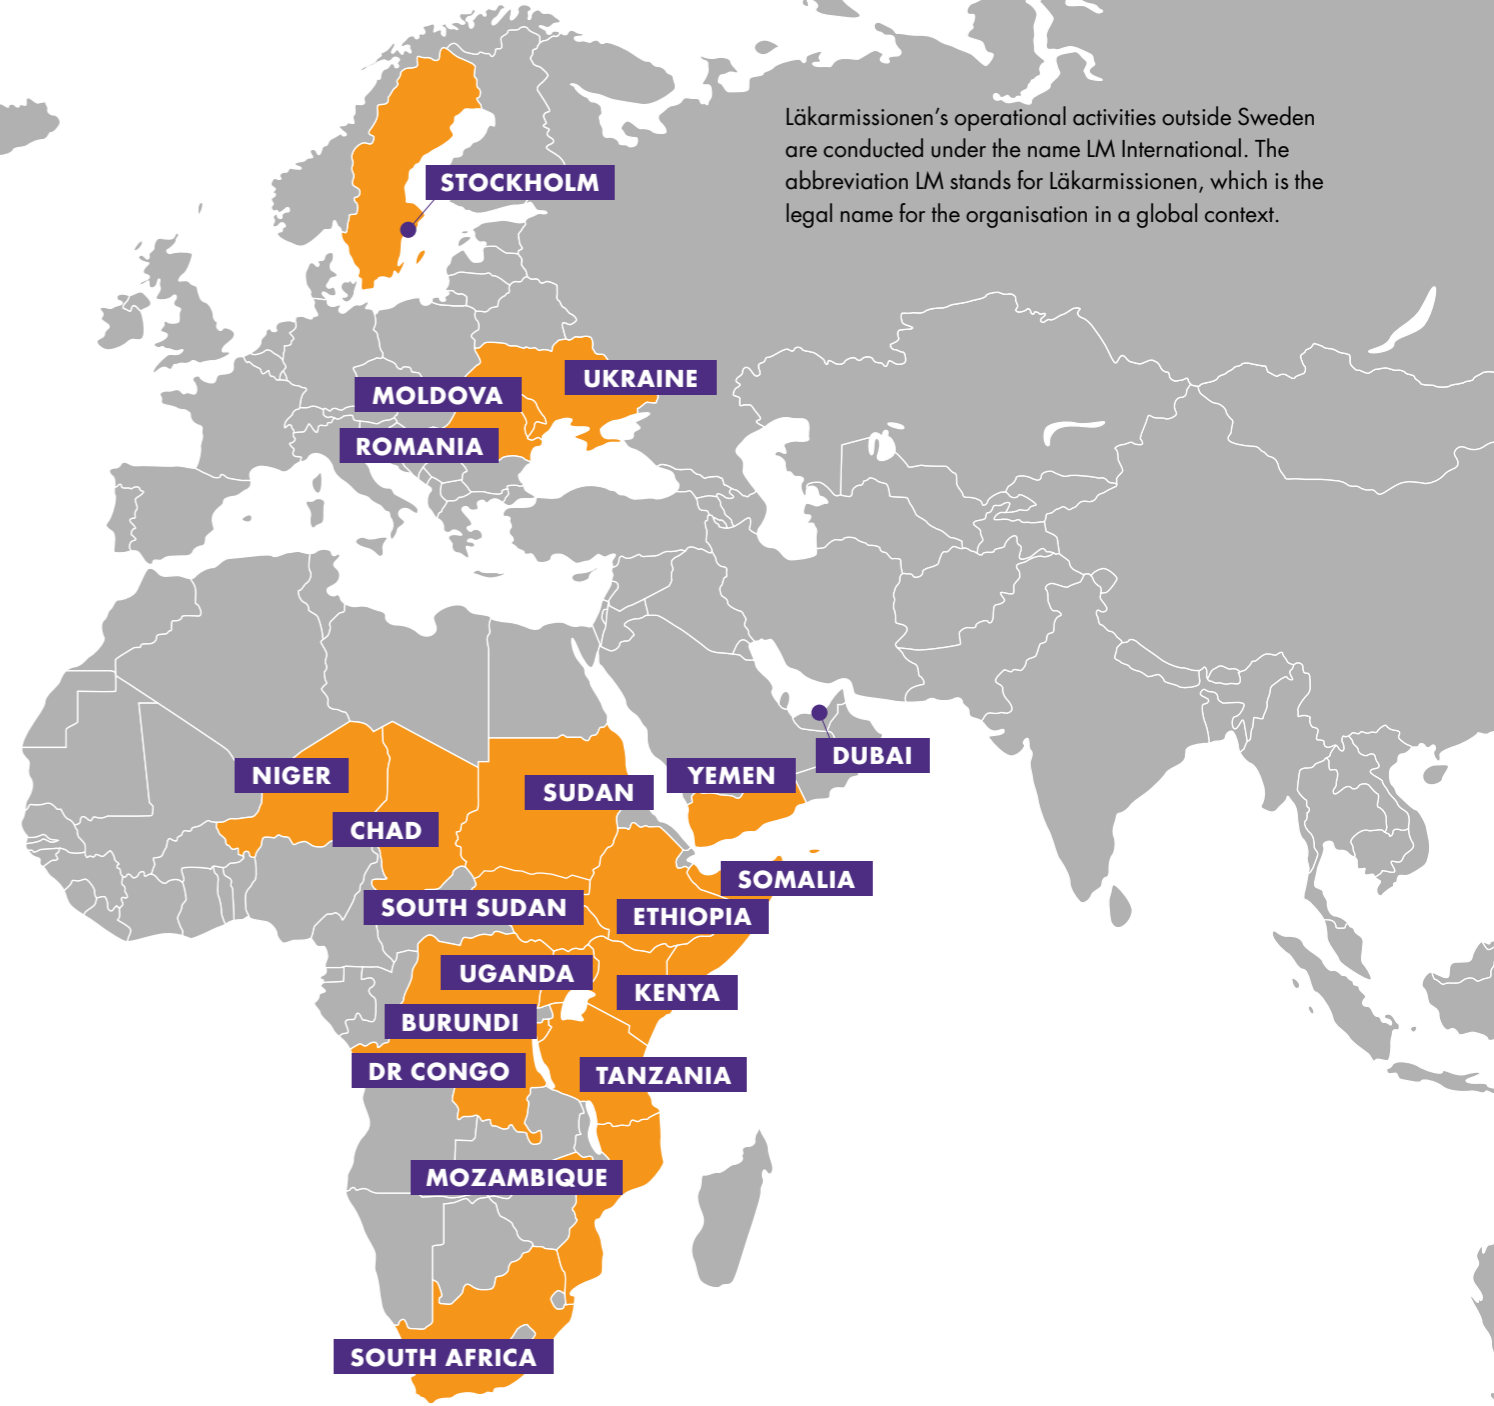 Läkarmissionen’s operational activities outside Sweden
are conducted under the name LM International. The
abbreviation LM stands for Läkarmissionen, which is the
legal name for the organisation in a global context.
STOCKHOLM
UKRAINE
MOLDOVA
ROMANIA
DUBAI
NIGER
YEMEN
SUDAN
CHAD
SOMALIA
SOUTH SUDAN
ETHIOPIA
UGANDA
KENYA
BURUNDI
DR CONGO
TANZANIA
MOZAMBIQUE
SOUTH AFRICA